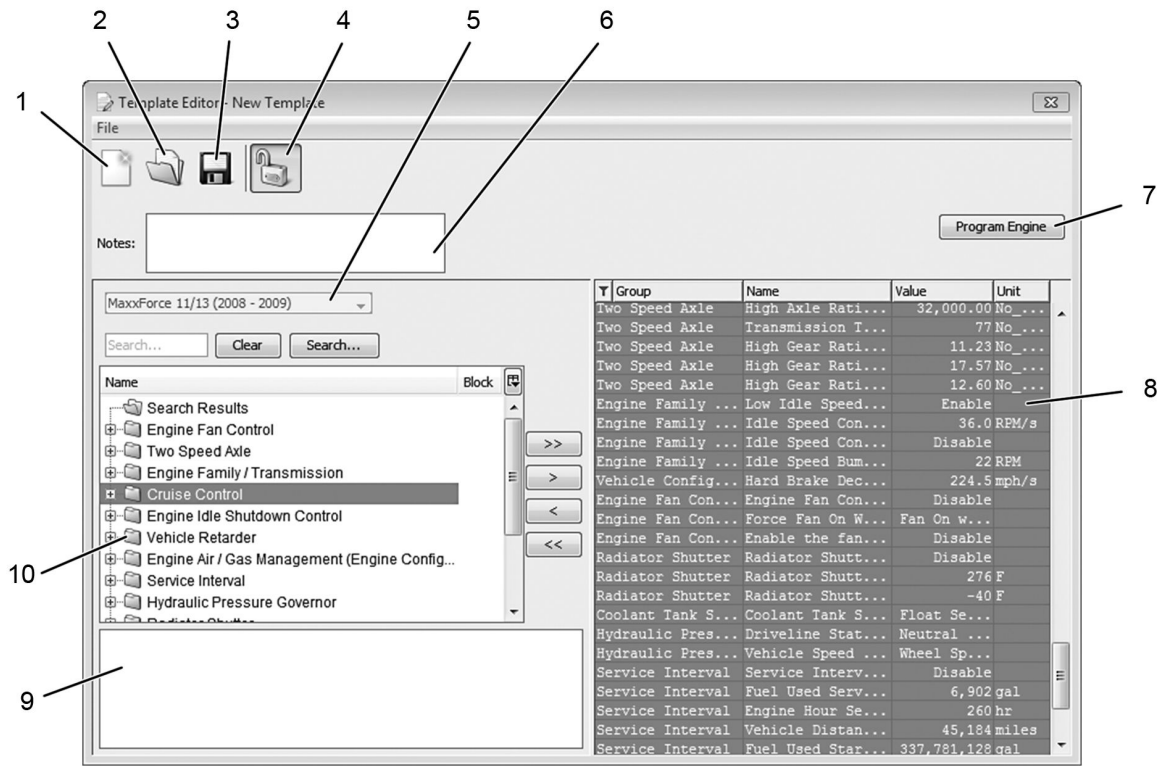 2 3 4 5 6
1
Template Editor - New Template
File
7
Notes:
Program Engine
MaxxForce 11/13 (2008 - 2009)
Search... Clear Search...
Name Block
Search Results
Engine Fan Control
Two Speed Axle
Engine Family / Transmission
Cruise Control
Engine Idle Shutdown Control
Vehicle Retarder
Engine Air / Gas Management (Engine Config...
Service Interval
Hydraulic Pressure Governor
Radiator Shutter
>>
>
<
<<
10
9
Group Name Value Unit
Two Speed Axle High Axle Rati... 32,000.00 No_...
Two Speed Axle Transmission T... 77 No_...
Two Speed Axle High Gear Rati... 11.23 No_...
Two Speed Axle High Gear Rati... 17.57 No_...
Two Speed Axle High Gear Rati... 12.60 No_...
Engine Family ... Low Idle Speed... Enable
8
Engine Family ... Idle Speed Con... 36.0 RPM/s
Engine Family ... Idle Speed Con... Disable
Engine Family ... Idle Speed Bum... 22 RPM
Vehicle Config... Hard Brake Dec... 224.5 mph/s
Engine Fan Con... Engine Fan Con... Disable
Engine Fan Con... Force Fan On W... Fan On w...
Engine Fan Con... Enable the fan... Disable
Radiator Shutter Radiator Shutt... Disable
Radiator Shutter Radiator Shutt... 276 F
Radiator Shutter Radiator Shutt... -40 F
Coolant Tank S... Coolant Tank S... Float Se...
Hydraulic Pres... Driveline Stat... Neutral ...
Hydraulic Pres... Vehicle Speed ... Wheel Sp...
Service Interval Service Interv... Disable
Service Interval Fuel Used Serv... 6,902 gal
Service Interval Engine Hour Se... 260 hr
Service Interval Vehicle Distan... 45,184 miles
Service Interval Fuel Used Star... 337,781,128 gal